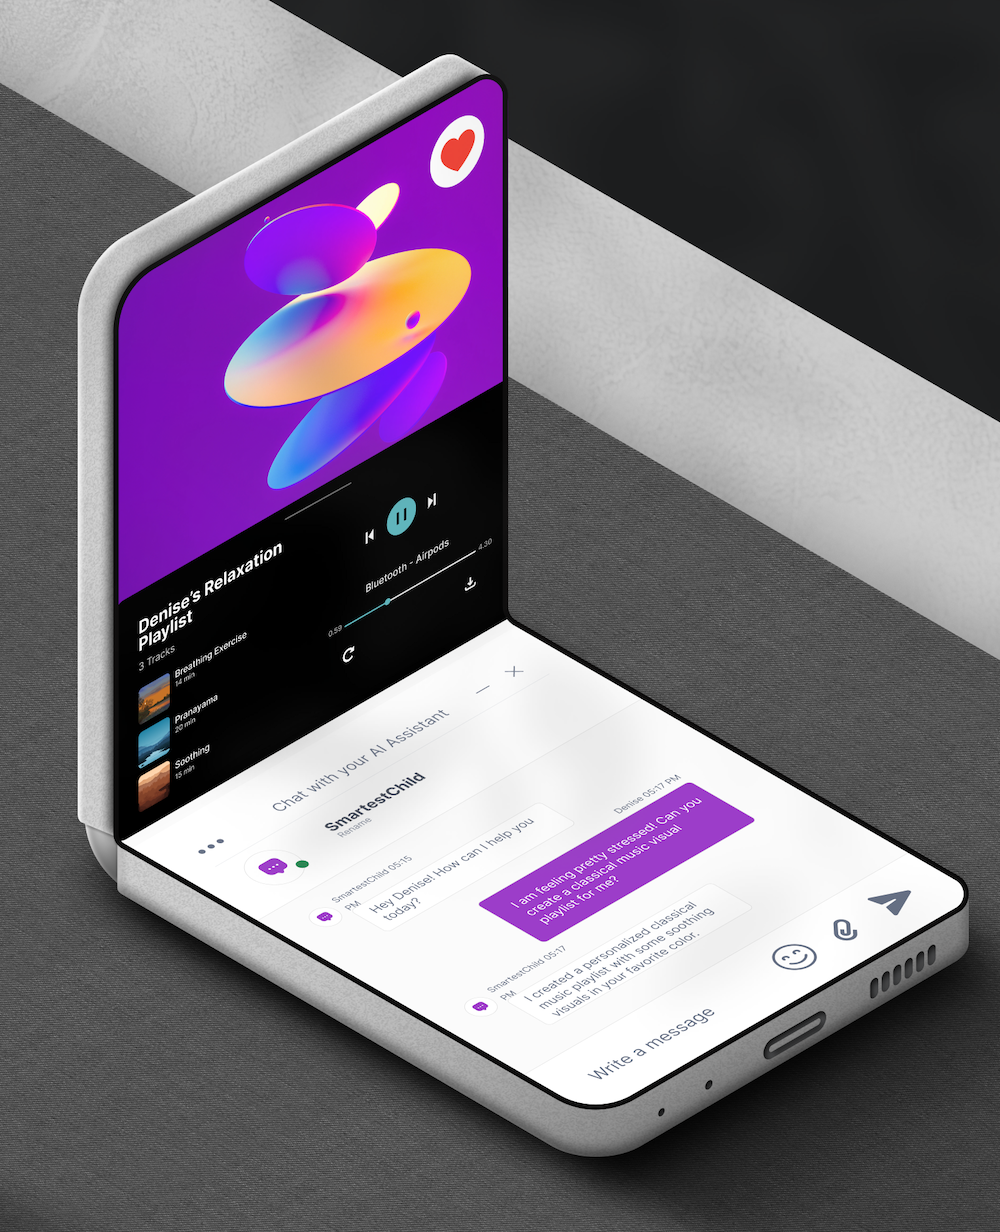 Denise's Relaxation
Playlist
3 Tracks
Breathing Exercise
14 min
Pranayama
20 min
Soothing
15 min
Bluetooth - Airpods
0.59
4.30
Chat with your AI Assistant
SmartestChild
Rename
SmartestChild 05:15
PM
Hey Denise! How can I help you
today?
Denise 05:17 PM
I am feeling pretty stressed! Can you
create a classical music visual
playlist for me?
SmartestChild 05:17
PM
I created a personalized classical
music playlist with some soothing
visuals in your favorite color.
Write a message